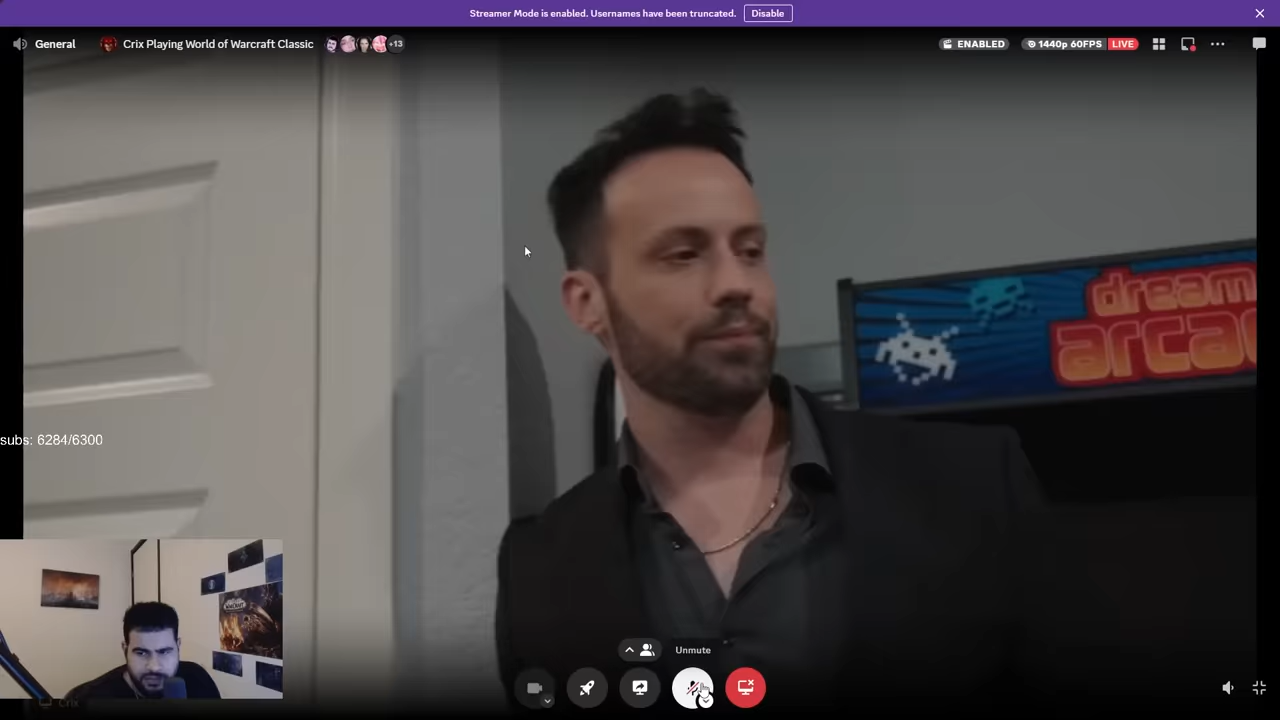 Streamer Mode is enabled. Usernames have been truncated.
Disable
General
Crix Playing World of Warcraft Classic
+13
ENABLED
1440p 60FPS
LIVE
dream
arca
subs: 6284/6300
Unmute
Crix